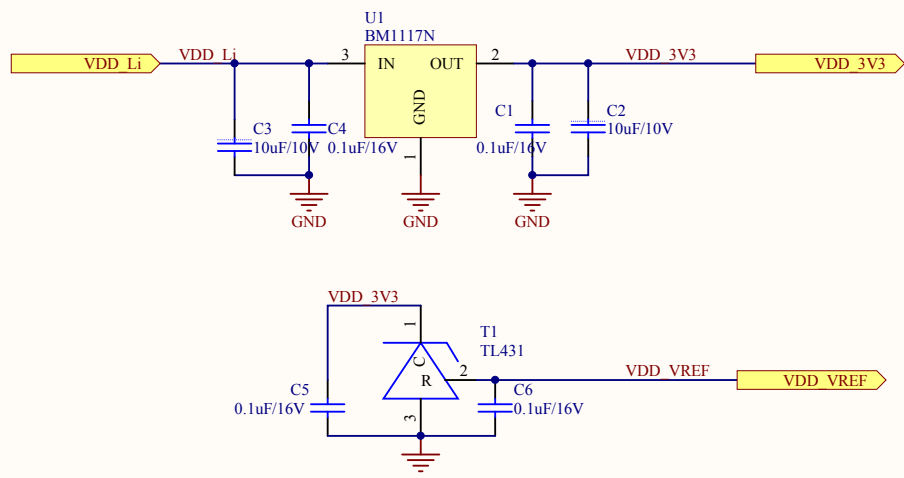 U1
BM1117N
VDD_Li
VDD_Li
3
IN
OUT
2
VDD_3V3
VDD_3V3
GND
1
C3
10uF/10V
C4
0.1uF/16V
C1
0.1uF/16V
C2
10uF/10V
GND
GND
GND
VDD_3V3
1
T1
TL431
C
R
2
VDD_VREF
VDD_VREF
C5
0.1uF/16V
3
C6
0.1uF/16V